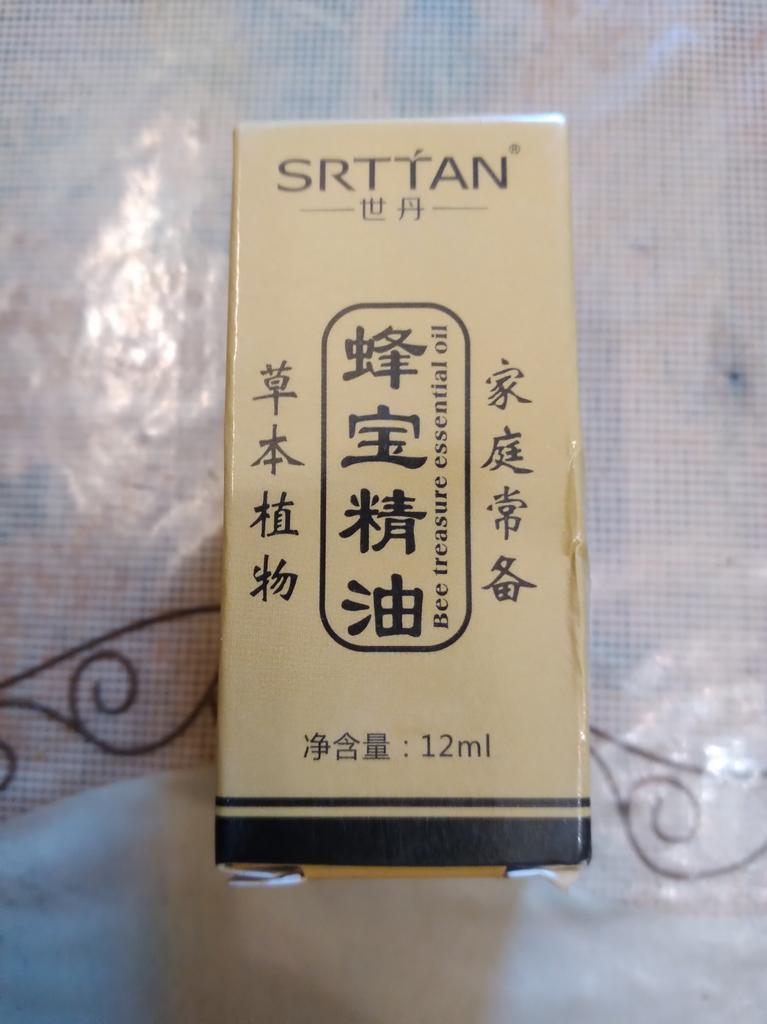 SRTTAN®
世丹
草本植物
蜂宝精油
Bee treasure essential oil
家庭常备
净含量：12ml